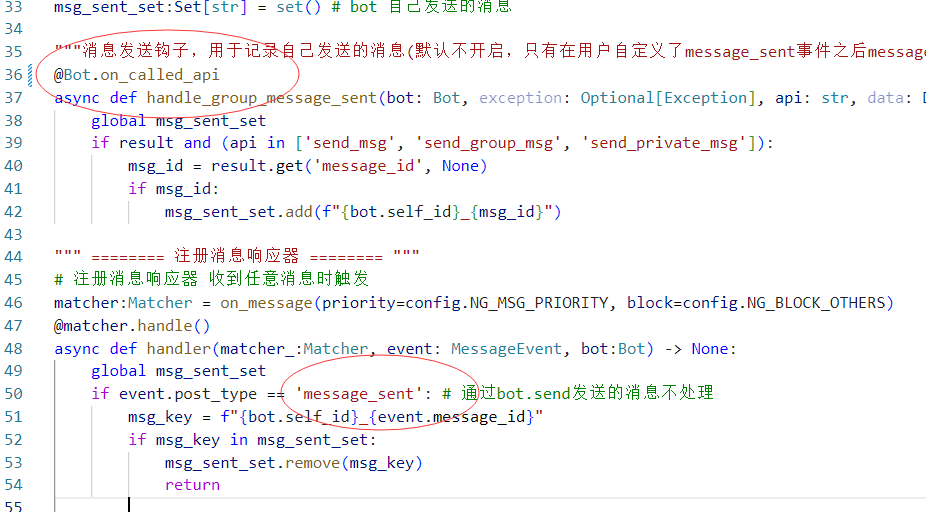 33 msg_sent_set:Set[str] = set() # bot 自己发送的消息
34
35 """消息发送钩子，用于记录自己发送的消息(默认不开启，只有在用户自定义了message_sent事件之后message
36 @Bot.on_called_api
37 async def handle_group_message_sent(bot: Bot, exception: Optional[Exception], api: str, data: D
38 global msg_sent_set
39 if result and (api in ['send_msg', 'send_group_msg', 'send_private_msg']):
40 msg_id = result.get('message_id', None)
41 if msg_id:
42 msg_sent_set.add(f"{bot.self_id}_{msg_id}")
43
44 """ ======== 注册消息响应器 ======== """
45 # 注册消息响应器 收到任意消息时触发
46 matcher:Matcher = on_message(priority=config.NG_MSG_PRIORITY, block=config.NG_BLOCK_OTHERS)
47 @matcher.handle()
48 async def handler(matcher_:Matcher, event: MessageEvent, bot:Bot) -> None:
49 global msg_sent_set
50 if event.post_type == 'message_sent': # 通过bot.send发送的消息不处理
51 msg_key = f"{bot.self_id}_{event.message_id}"
52 if msg_key in msg_sent_set:
53 msg_sent_set.remove(msg_key)
54 return
55